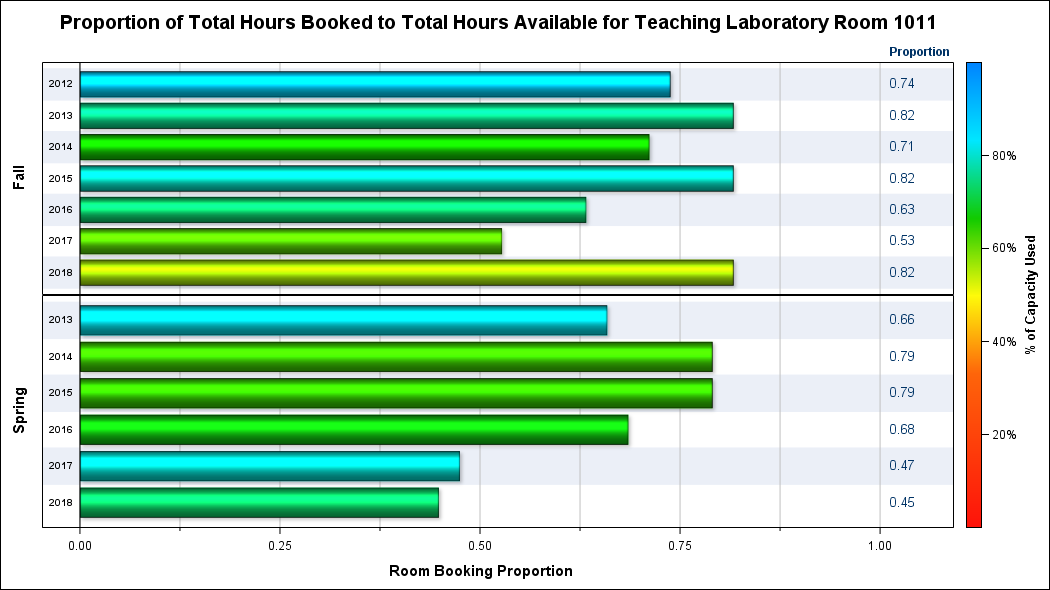 Proportion of Total Hours Booked to Total Hours Available for Teaching Laboratory Room 1011
Proportion
Fall
2012 0.74
2013 0.82
2014 0.71
2015 0.82
2016 0.63
2017 0.53
2018 0.82
Spring
2013 0.66
2014 0.79
2015 0.79
2016 0.68
2017 0.47
2018 0.45
0.00 0.25 0.50 0.75 1.00
Room Booking Proportion
80%
60%
40%
20%
% of Capacity Used